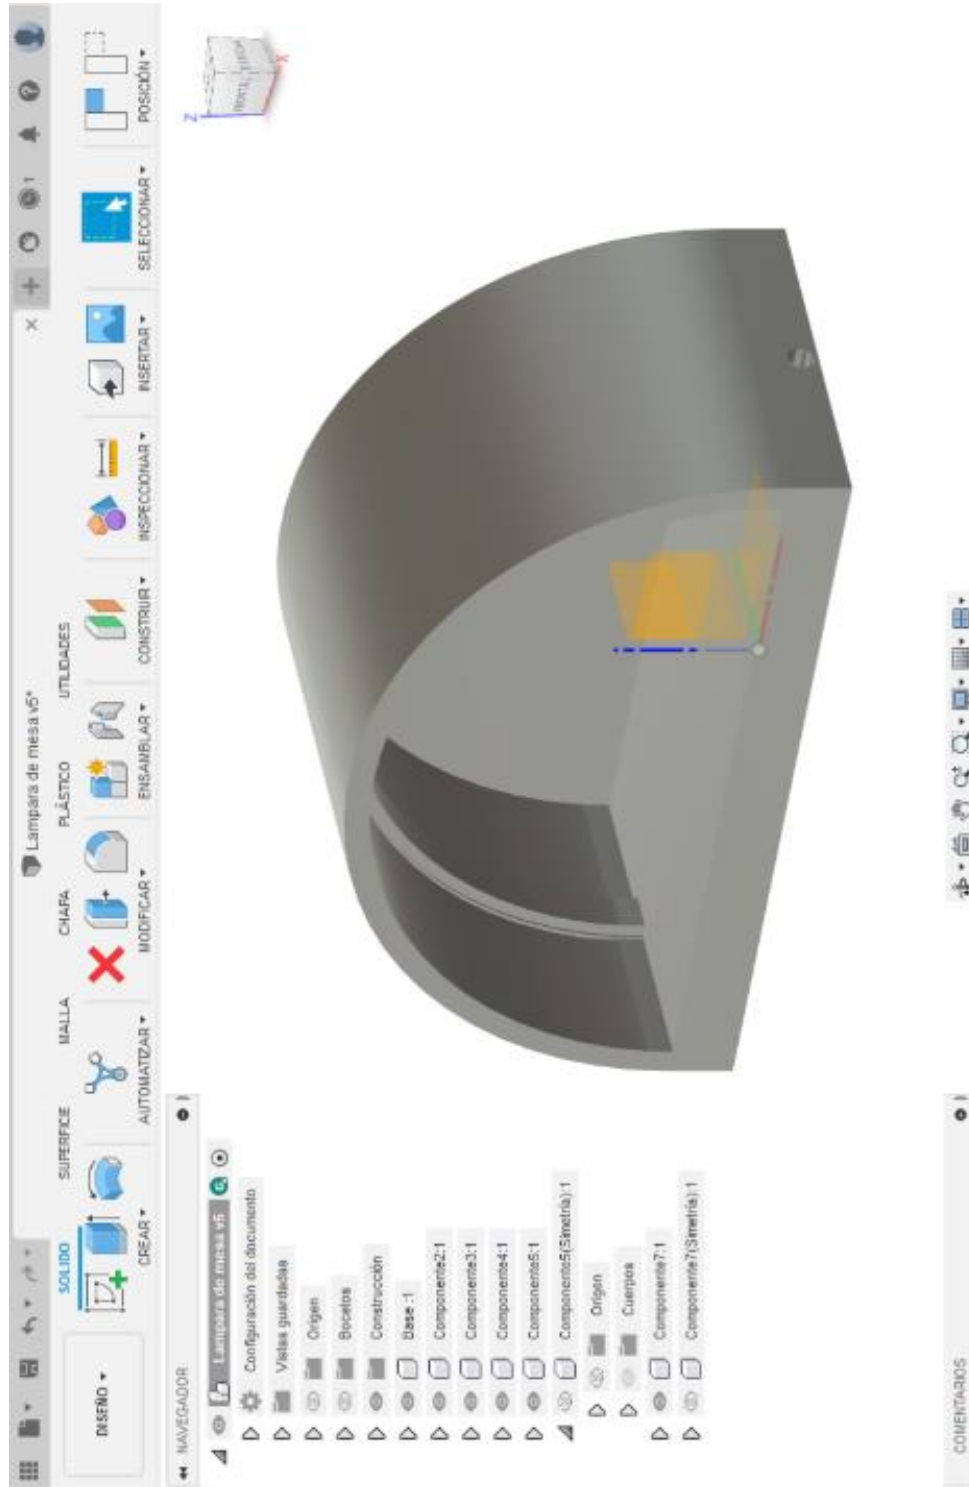 Lampara de mesa v5*
SOLIDO SUPERFICIE MALLA CHAPA PLÁSTICO UTILIDADES
DISEÑO
CREAR AUTOMATIZAR MODIFICAR ENSAMBLAR CONSTRUIR INSPECCIONAR INSERTAR SELECCIONAR POSICIÓN
1
NAVEGADOR
Lampara de mesa v5
Configuración del documento
Vistas guardadas
Origen
Bocetos
Construcción
Base :1
Componente2:1
Componente3:1
Componente4:1
Componente5:1
Componente5(Simetría):1
Origen
Cuerpos
Componente7:1
Componente7(Simetría):1
Z
X
COMENTARIOS